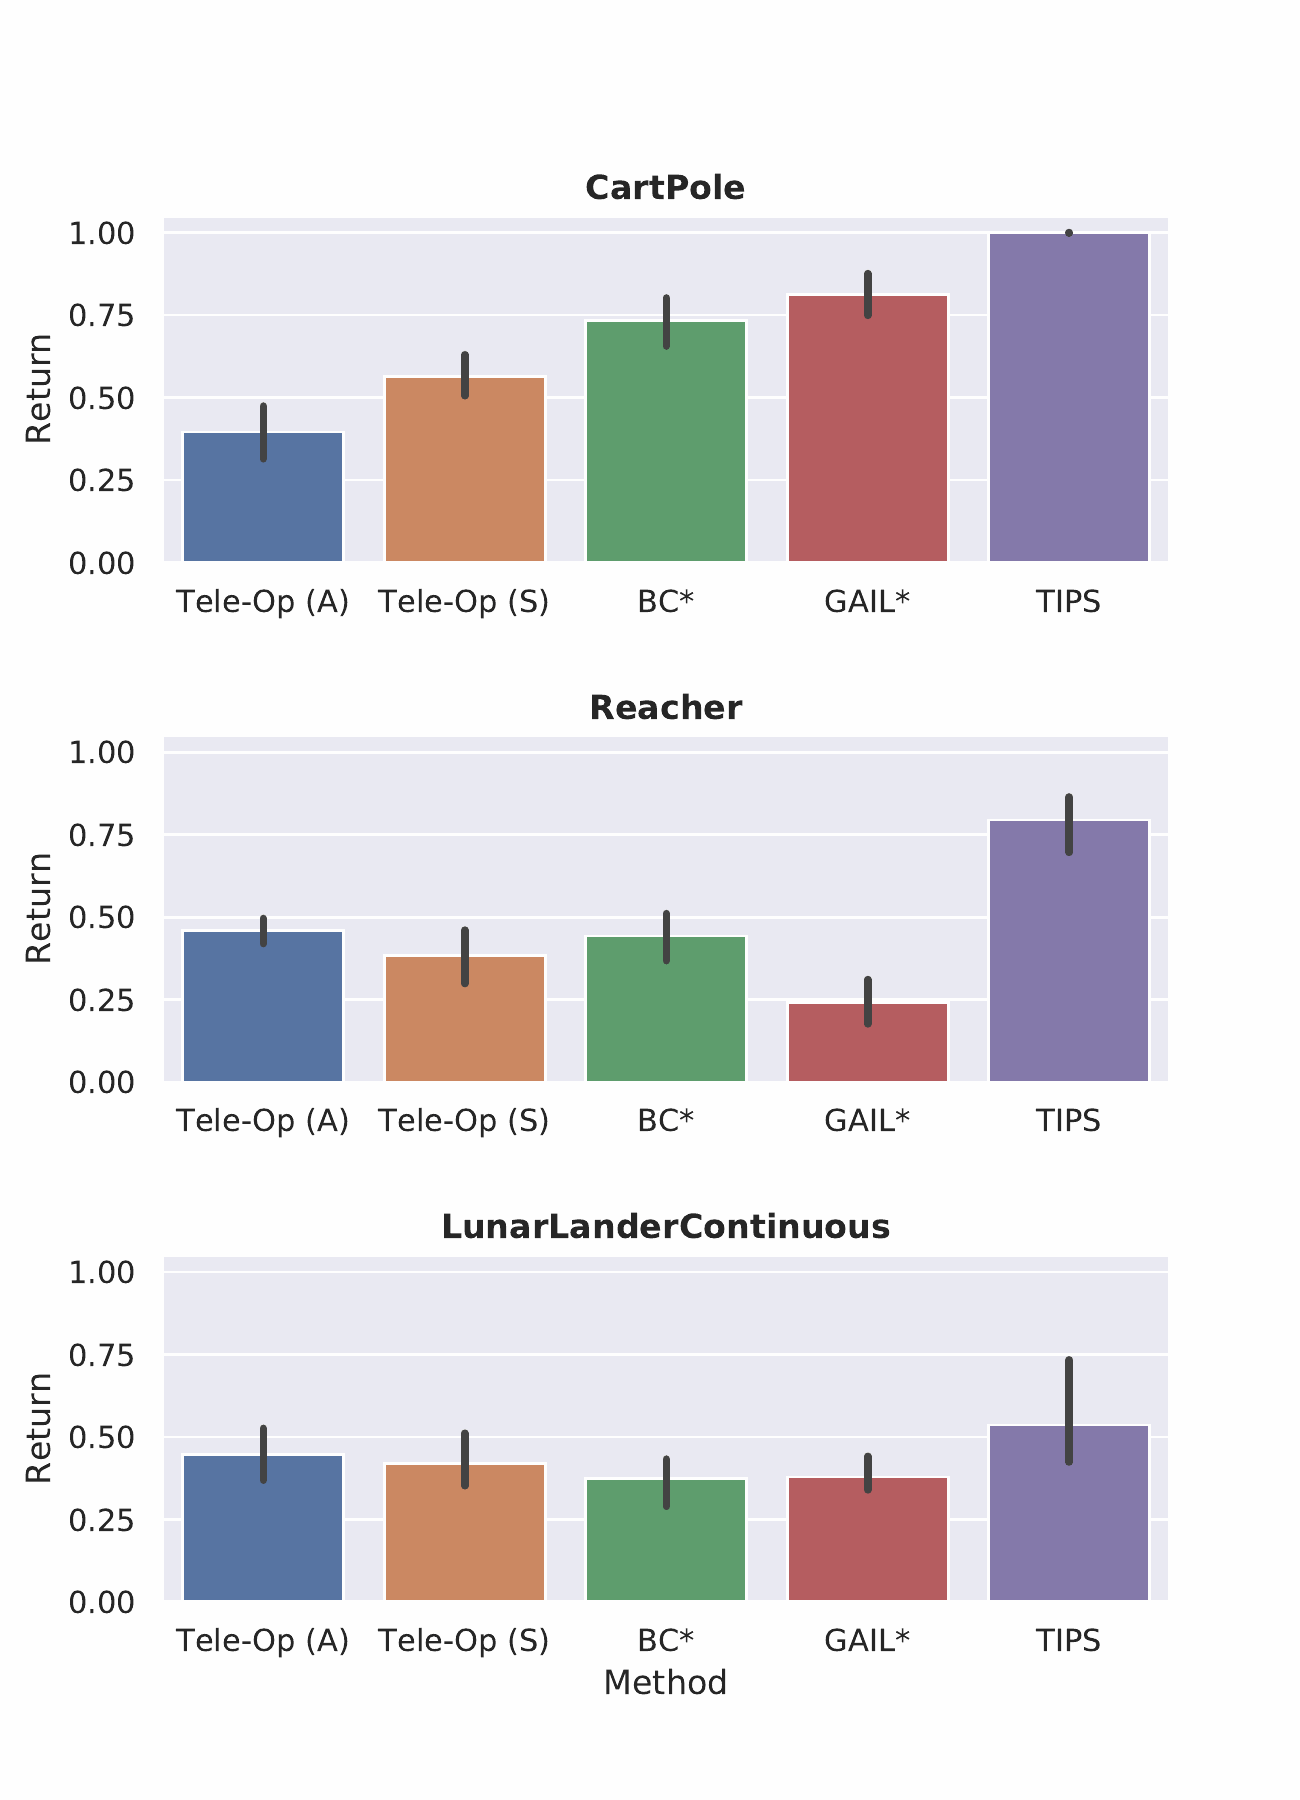 CartPole
1.00
0.75
0.50
0.25
0.00
Return
Tele-Op (A) Tele-Op (S) BC* GAIL* TIPS
Reacher
1.00
0.75
0.50
0.25
0.00
Return
Tele-Op (A) Tele-Op (S) BC* GAIL* TIPS
LunarLanderContinuous
1.00
0.75
0.50
0.25
0.00
Return
Tele-Op (A) Tele-Op (S) BC* GAIL* TIPS
Method